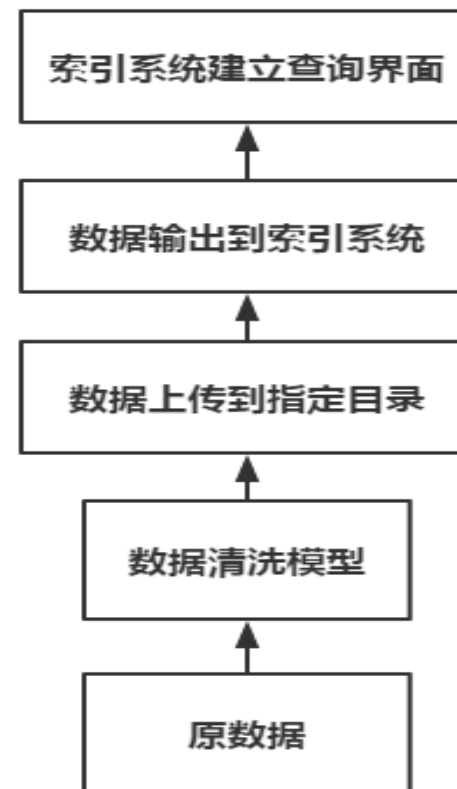 索引系统建立查询界面
数据输出到索引系统
数据上传到指定目录
数据清洗模型
原数据